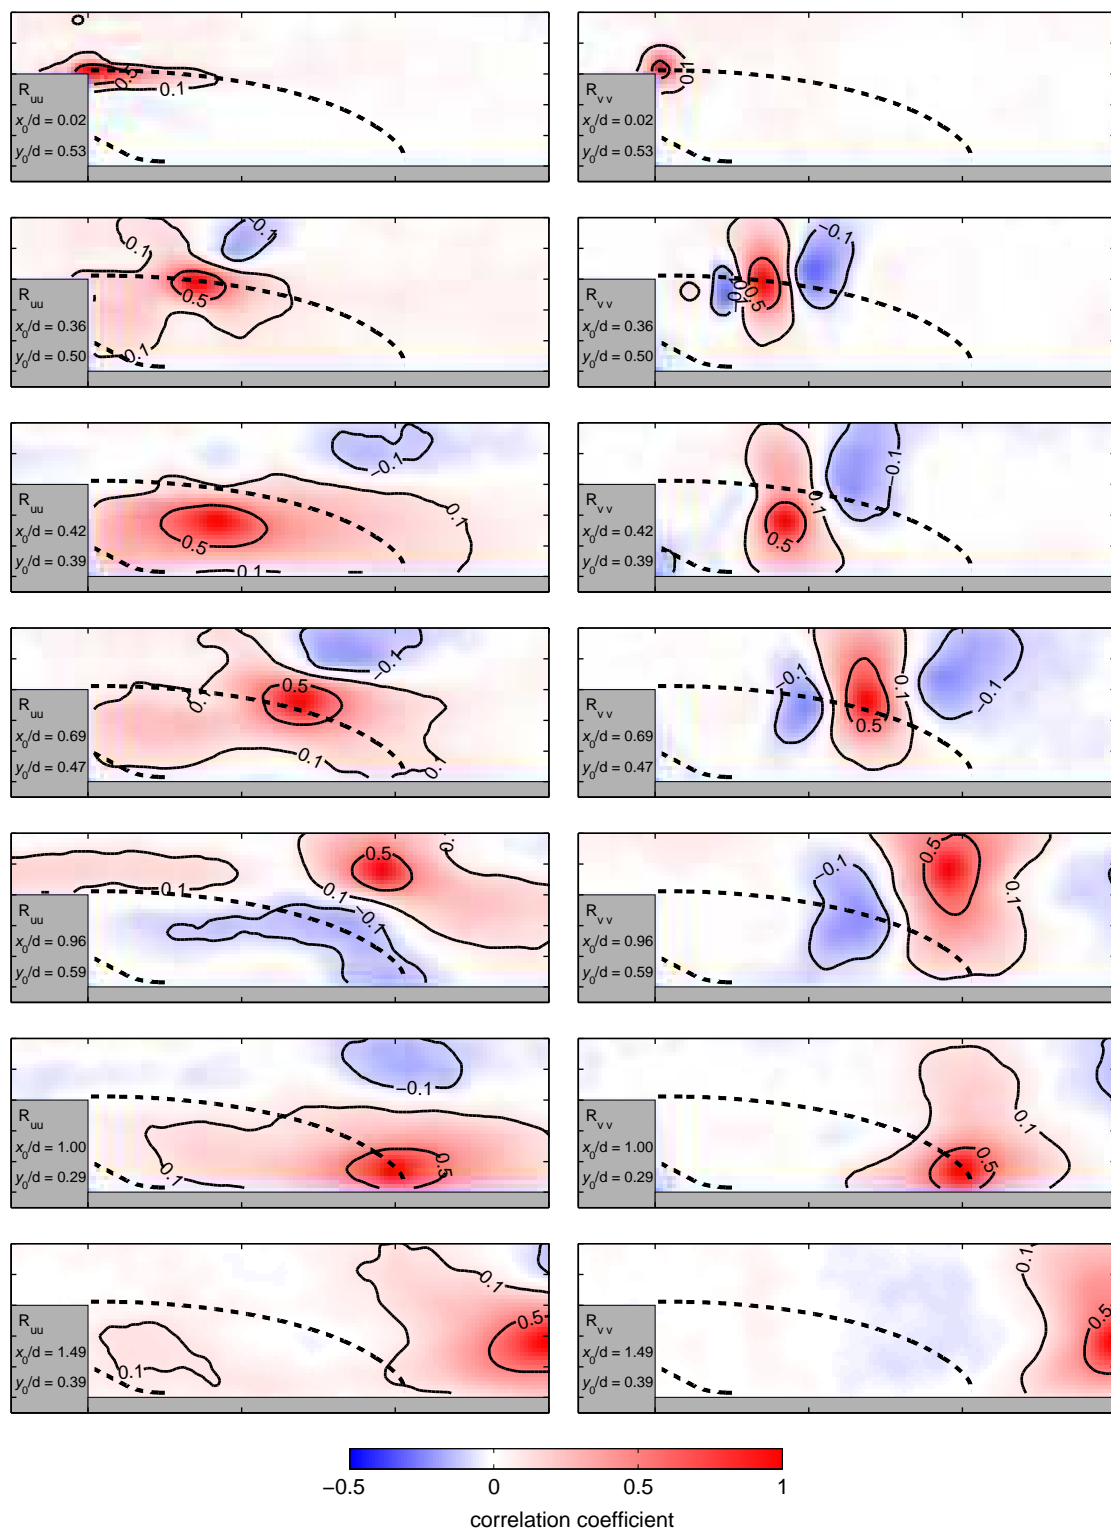 0.5
0.1
R_uu
x_0/d = 0.02
y_0/d = 0.53
0.1
R_vv
x_0/d = 0.02
y_0/d = 0.53
−0.1
0.1
0.5
0.1
R_uu
x_0/d = 0.36
y_0/d = 0.50
−0.1
−0.1
0.5
R_vv
x_0/d = 0.36
y_0/d = 0.50
−0.1
0.1
0.5
0.1
R_uu
x_0/d = 0.42
y_0/d = 0.39
−0.1
0.1
0.5
R_vv
x_0/d = 0.42
y_0/d = 0.39
−0.1
0.5
0.1
0.1
0.1
R_uu
x_0/d = 0.69
y_0/d = 0.47
−0.1
0.1
−0.1
0.5
R_vv
x_0/d = 0.69
y_0/d = 0.47
0.5
0.1
0.1
−0.1
R_uu
x_0/d = 0.96
y_0/d = 0.59
0.5
−0.1
0.1
R_vv
x_0/d = 0.96
y_0/d = 0.59
−0.1
0.5
0.1
R_uu
x_0/d = 1.00
y_0/d = 0.29
0.1
0.5
R_vv
x_0/d = 1.00
y_0/d = 0.29
0.1
0.5
0.1
R_uu
x_0/d = 1.49
y_0/d = 0.39
0.1
0.5
R_vv
x_0/d = 1.49
y_0/d = 0.39
−0.5 0 0.5 1
correlation coefficient